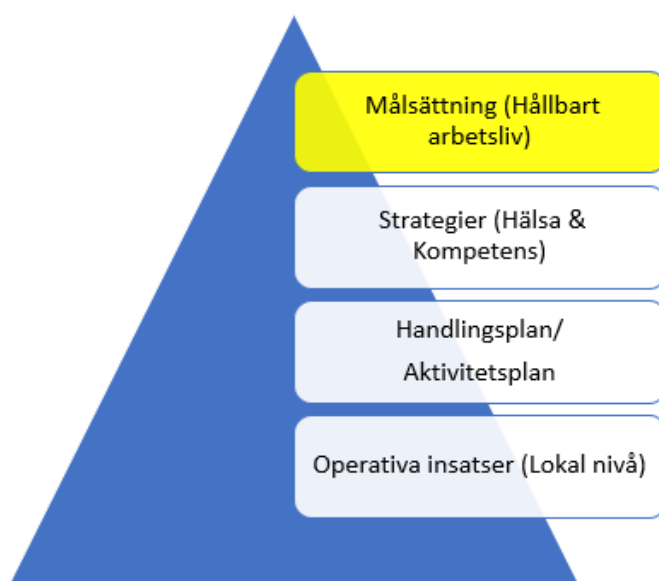 Målsättning (Hållbart
arbetsliv)
Strategier (Hälsa &
Kompetens)
Handlingsplan/
Aktivitetsplan
Operativa insatser (Lokal nivå)